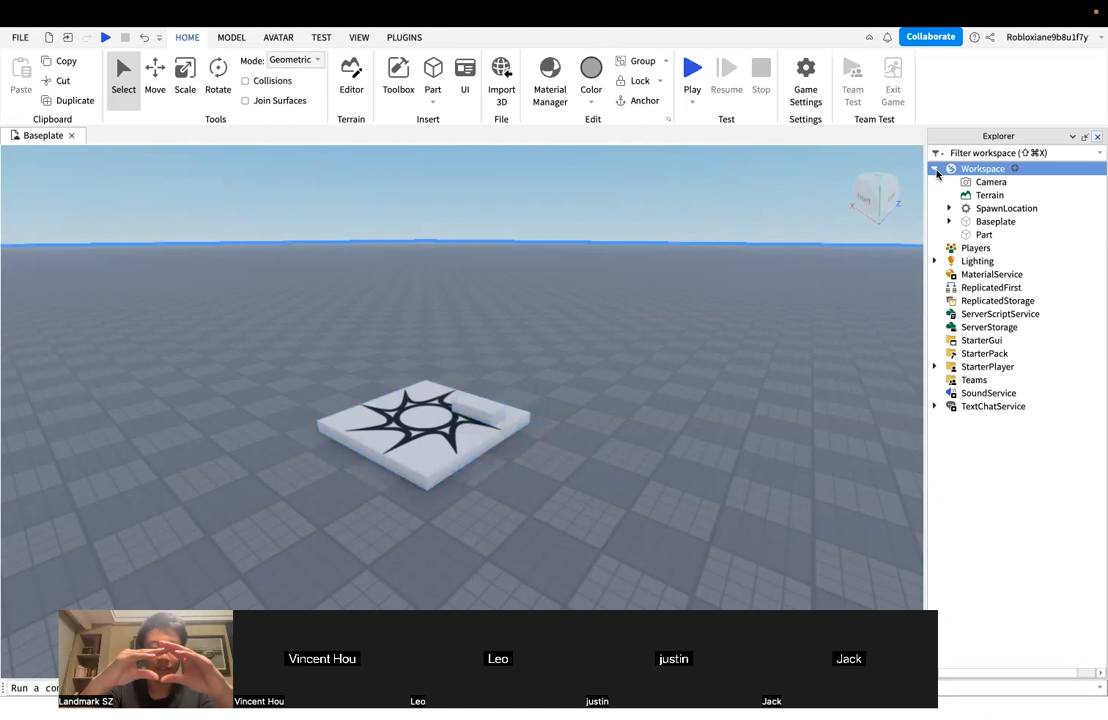 FILE HOME MODEL AVATAR TEST VIEW PLUGINS Collaborate Robloxiane9b8u1f7y
Paste
Copy
Cut
Duplicate
Clipboard
Select
Move
Scale
Rotate
Mode: Geometric
Collisions
Join Surfaces
Tools
Editor
Terrain
Toolbox
Part
UI
Insert
Import
3D
File
Material
Manager
Color
Group
Lock
Anchor
Edit
Play
Resume
Stop
Test
Game
Settings
Settings
Team
Test
Exit
Game
Team Test
Baseplate
Explorer
Filter workspace (⇧⌘X)
Workspace
Camera
Terrain
SpawnLocation
Baseplate
Part
Players
Lighting
MaterialService
ReplicatedFirst
ReplicatedStorage
ServerScriptService
ServerStorage
StarterGui
StarterPack
StarterPlayer
Teams
SoundService
TextChatService
X Z
Run a
Vincent Hou Leo justin Jack
Landmark SZ Vincent Hou Leo justin Jack